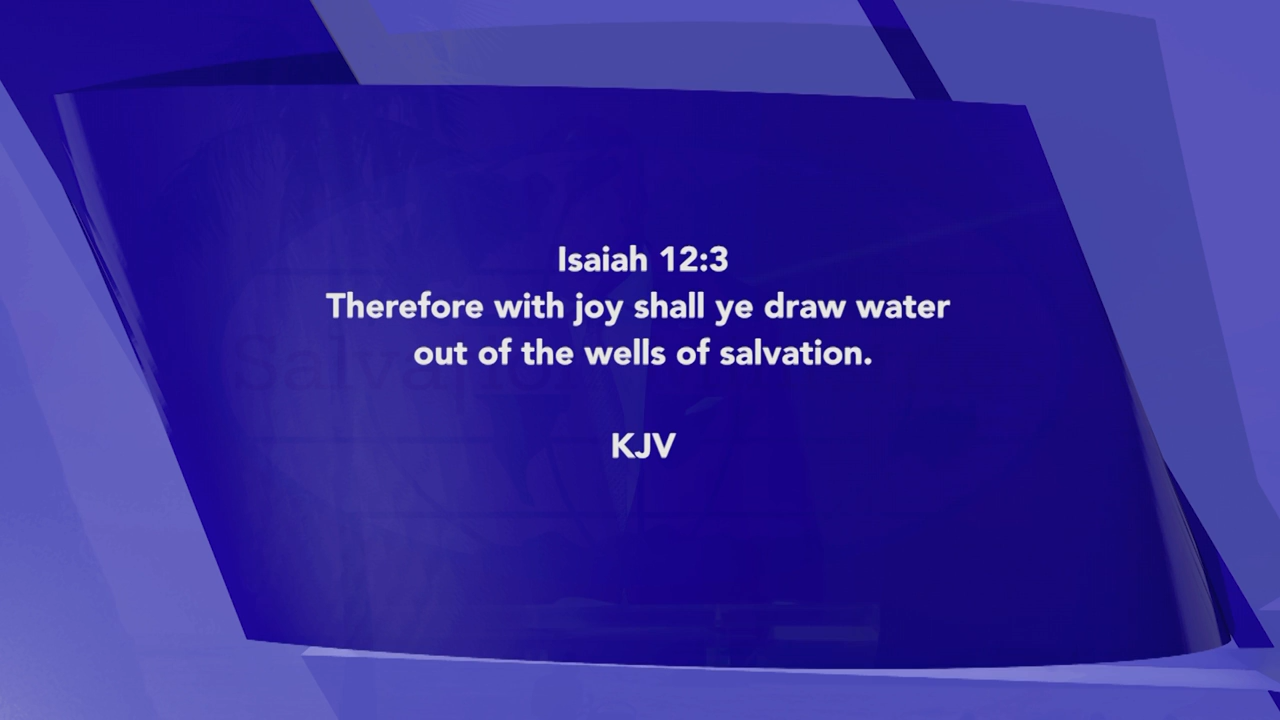 Isaiah 12:3
Therefore with joy shall ye draw water
out of the wells of salvation.
KJV